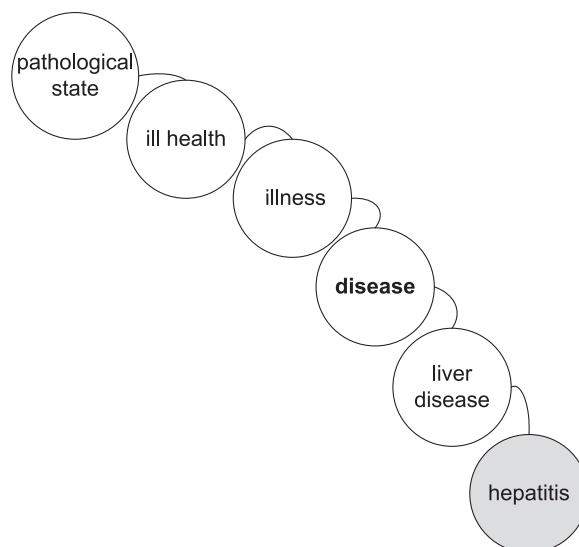 pathological
state
ill health
illness
disease
liver
disease
hepatitis